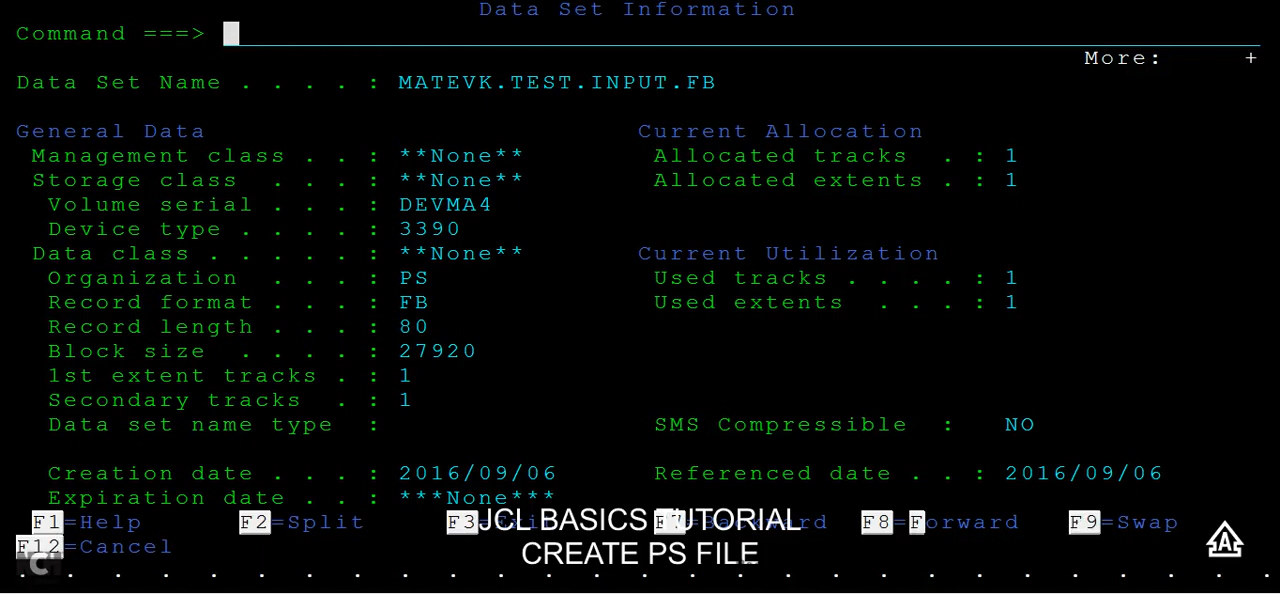 Data Set Information
Command ===>
More:     +
Data Set Name . . . . : MATEVK.TEST.INPUT.FB
General Data    Current Allocation
Management class . . : **None**    Allocated tracks . : 1
Storage class . . . : **None**    Allocated extents . : 1
Volume serial . . . : DEVMA4
Device type . . . . : 3390
Data class . . . . . : **None**    Current Utilization
Organization . . . : PS    Used tracks . . . . : 1
Record format . . . : FB    Used extents . . . : 1
Record length . . . : 80
Block size . . . . : 27920
1st extent tracks . : 1
Secondary tracks . : 1
Data set name type :    SMS Compressible :  NO
Creation date . . . : 2016/09/06    Referenced date . . : 2016/09/06
Expiration date . . : ***None***
F1=Help    F2=Split    F3=Exit    F7=Backward    F8=Forward    F9=Swap
F12=Cancel
JCL BASICS TUTORIAL
CREATE PS FILE